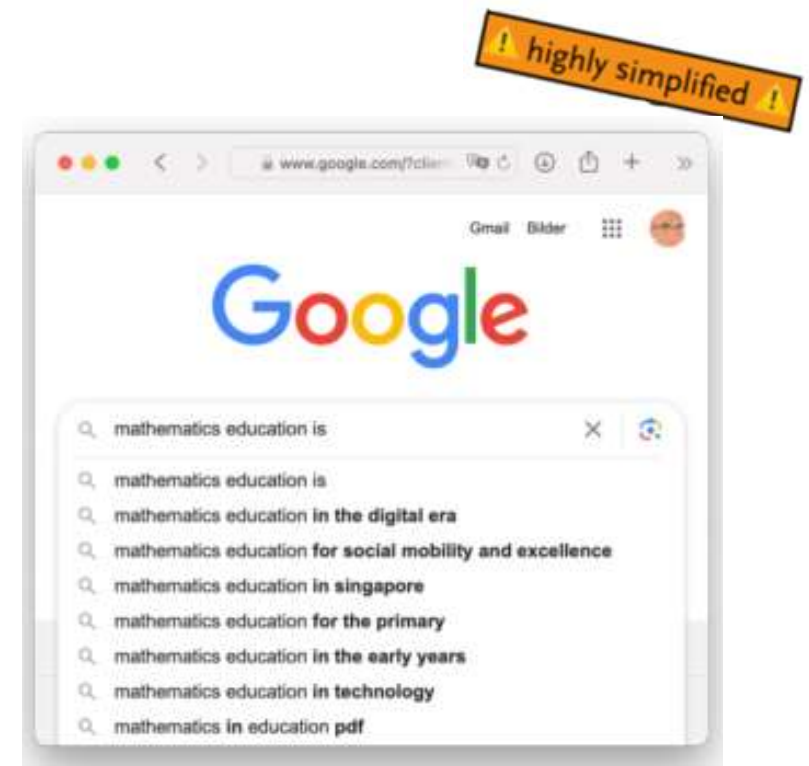 highly simplified
www.google.com/?client
Gmail Bilder
Google
mathematics education is
mathematics education is
mathematics education in the digital era
mathematics education for social mobility and excellence
mathematics education in singapore
mathematics education for the primary
mathematics education in the early years
mathematics education in technology
mathematics in education pdf